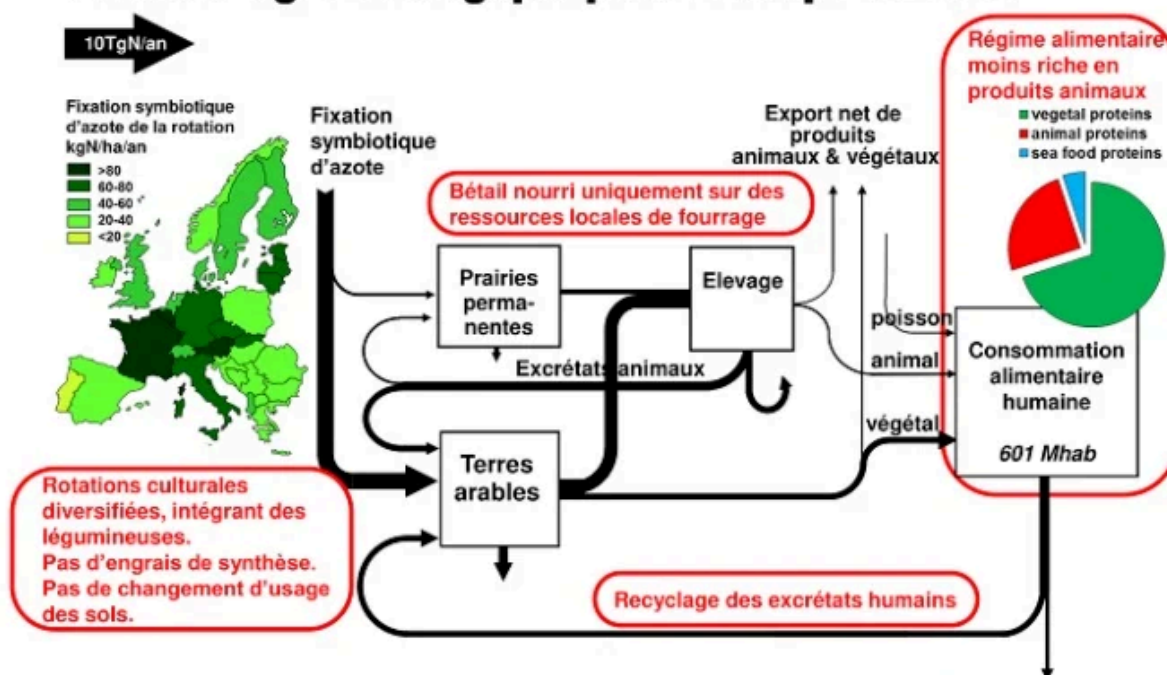 10TgN/an
Fixation symbiotique
d'azote de la rotation
kgN/ha/an
>80
60-80
40-60
20-40
<20
Fixation
symbiotique
d'azote
Export net de
produits
animaux & végétaux
Régime alimentaire
moins riche en
produits animaux
vegetal proteins
animal proteins
sea food proteins
Bétail nourri uniquement sur des
ressources locales de fourrage
Prairies
perma-
nentes
Elevage
Excrétats animaux
poisson
animal
végétal
Consommation
alimentaire
humaine
601 Mhab
Terres
arables
Rotations culturales
diversifiées, intégrant des
légumineuses.
Pas d'engrais de synthèse.
Pas de changement d'usage
des sols.
Recyclage des excrétats humains